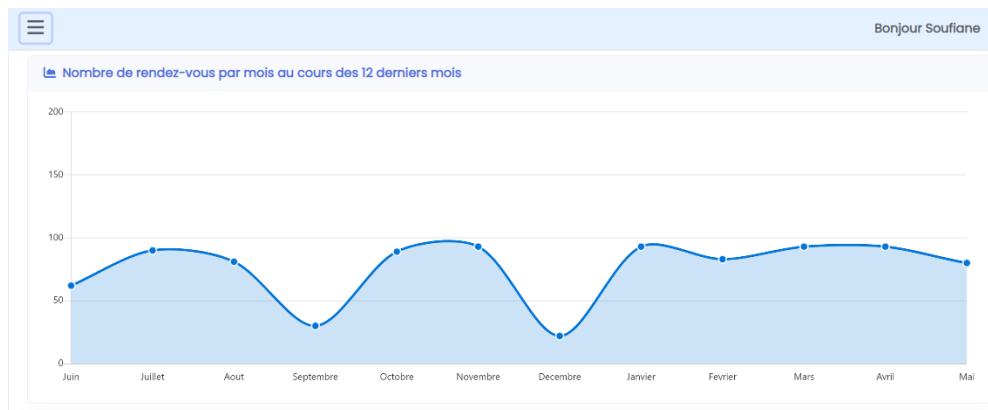 Bonjour Soufiane
Nombre de rendez-vous par mois au cours des 12 derniers mois
200
150
100
50
0
Juin Juillet Aout Septembre Octobre Novembre Decembre Janvier Fevrier Mars Avril Mai